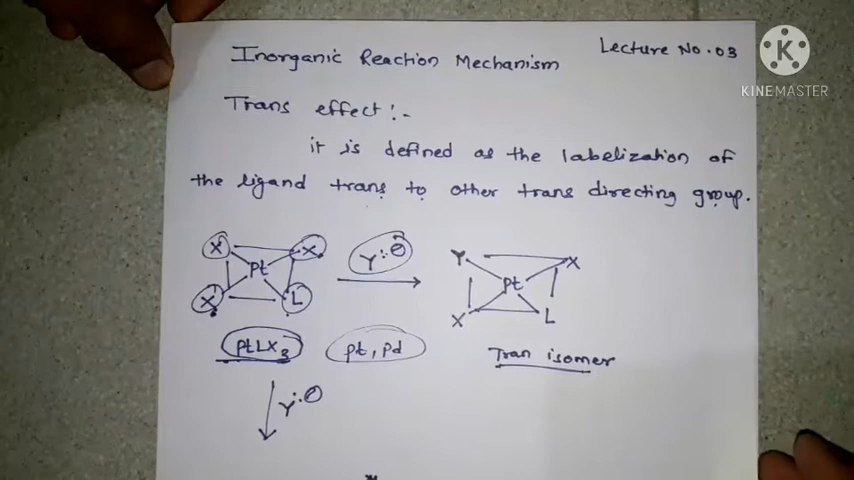 Inorganic Reaction Mechanism Lecture No. 03
K
KINEMASTER
Trans effect:-
it is defined as the labelization of
the ligand trans to other trans directing group.
X X Y:⊖ Y X
Pt Pt
X L X L
PtLX3 Pt, Pd Tran isomer
Y:⊖